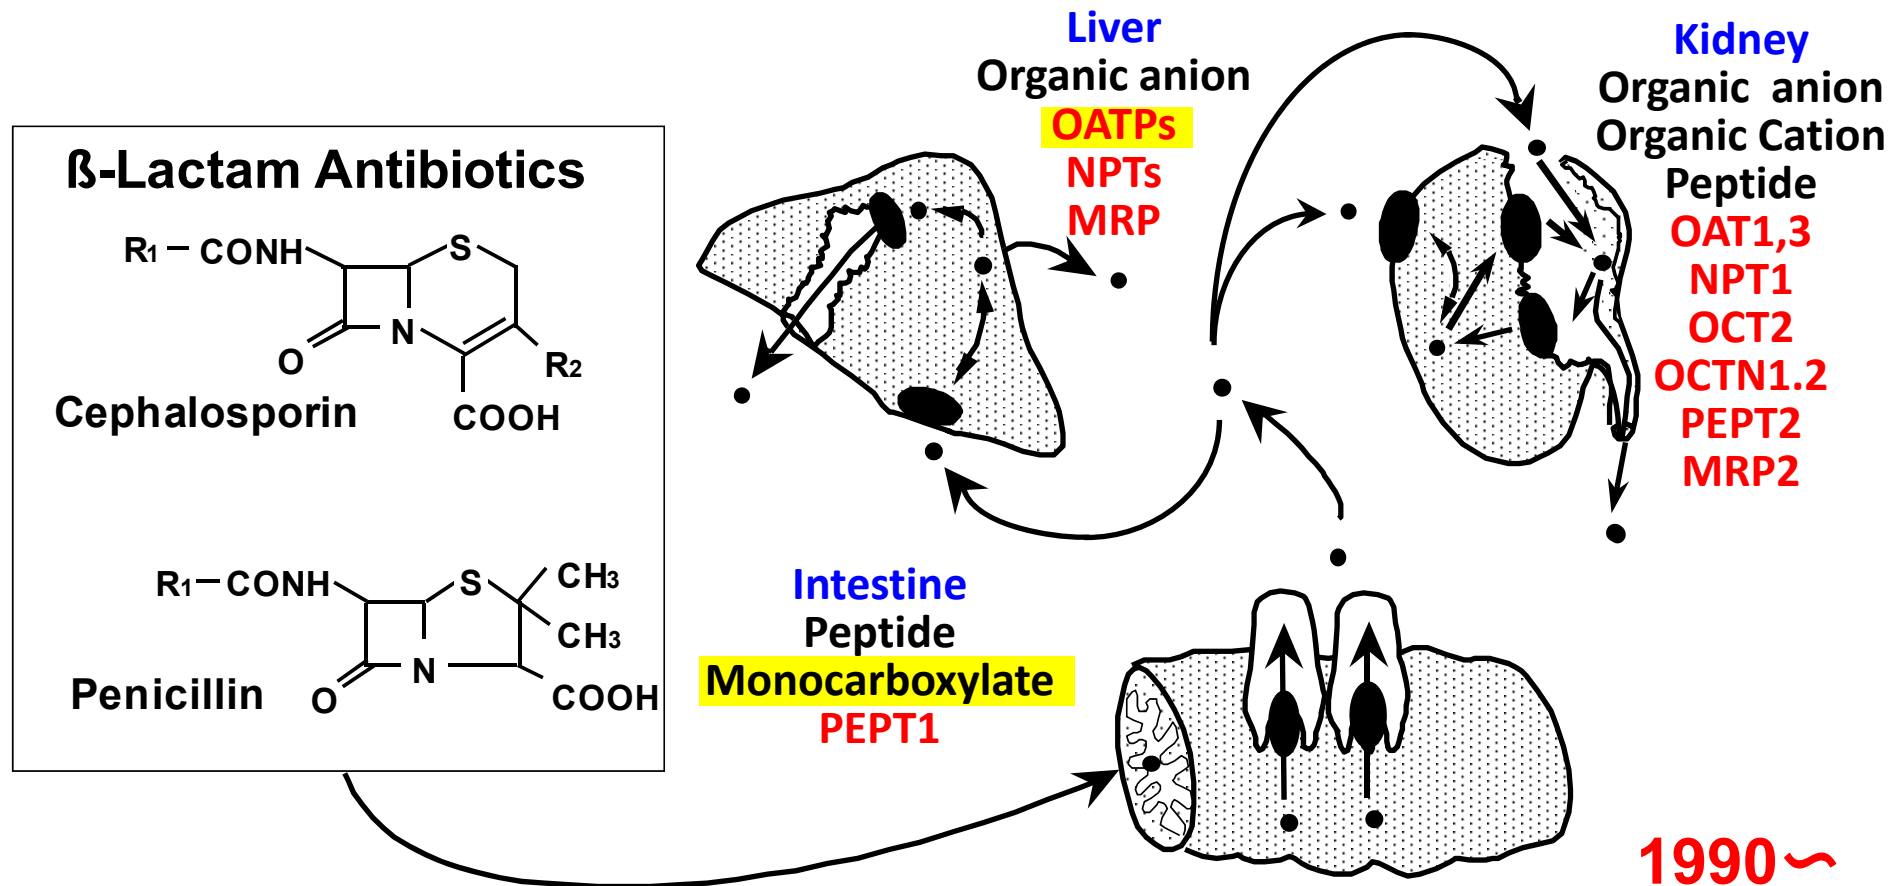 ß-Lactam Antibiotics
R1 CONH S
O N R2
COOH
Cephalosporin
R1 CONH S CH3
CH3
O N COOH
Penicillin
Liver
Organic anion
OATPs
NPTs
MRP
Kidney
Organic anion
Organic Cation
Peptide
OAT1,3
NPT1
OCT2
OCTN1.2
PEPT2
MRP2
Intestine
Peptide
Monocarboxylate
PEPT1
1990~